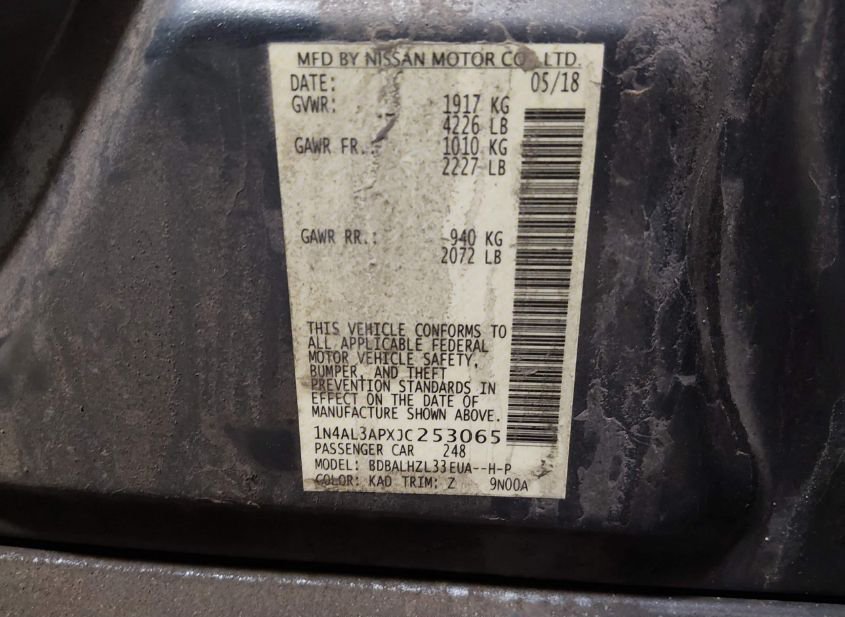 MFD BY NISSAN MOTOR CO., LTD.
DATE: 05/18
GVWR: 1917 KG
4226 LB
GAWR FR.: 1010 KG
2227 LB
GAWR RR.: 940 KG
2072 LB
THIS VEHICLE CONFORMS TO
ALL APPLICABLE FEDERAL
MOTOR VEHICLE SAFETY,
BUMPER, AND THEFT
PREVENTION STANDARDS IN
EFFECT ON THE DATE OF
MANUFACTURE SHOWN ABOVE.
1N4AL3APXJC253065
PASSENGER CAR 248
MODEL: BDBALHZL33EUA--H-P
COLOR: KAD TRIM: Z 9N00A